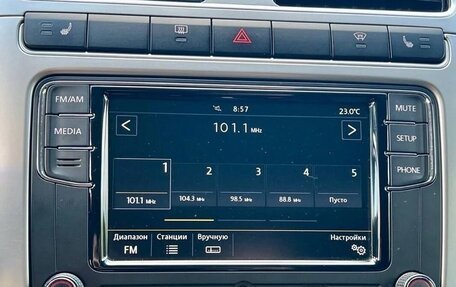 FM/AM
MEDIA
MUTE
SETUP
PHONE
8:57 23.0°C
101.1 MHz
1 2 3 4 5
101.1 MHz 104.3 MHz 98.5 MHz 88.8 MHz Пусто
Диапазон Станции Вручную Настройки
FM